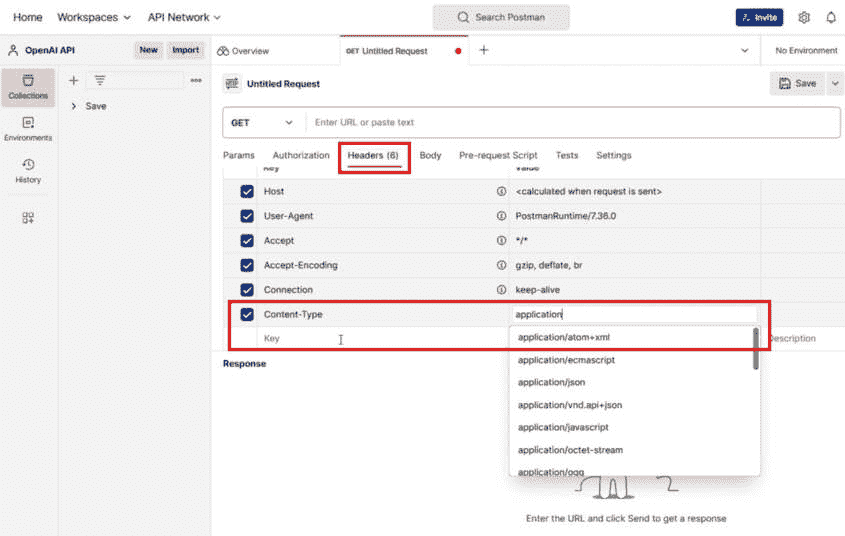 Home Workspaces API Network Search Postman Invite
OpenAI API New Import Overview GET Untitled Request No Environment
Collections
Save
Untitled Request Save
Environments
GET Enter URL or paste text
History
Params Authorization Headers (6) Body Pre-request Script Tests Settings
Key Value
Host <calculated when request is sent>
User-Agent PostmanRuntime/7.36.0
Accept */*
Accept-Encoding gzip, deflate, br
Connection keep-alive
Content-Type application
Key Description
application/atom+xml
application/ecmascript
application/json
application/vnd.api+json
application/javascript
application/octet-stream
application/ogg
Response
Enter the URL and click Send to get a response